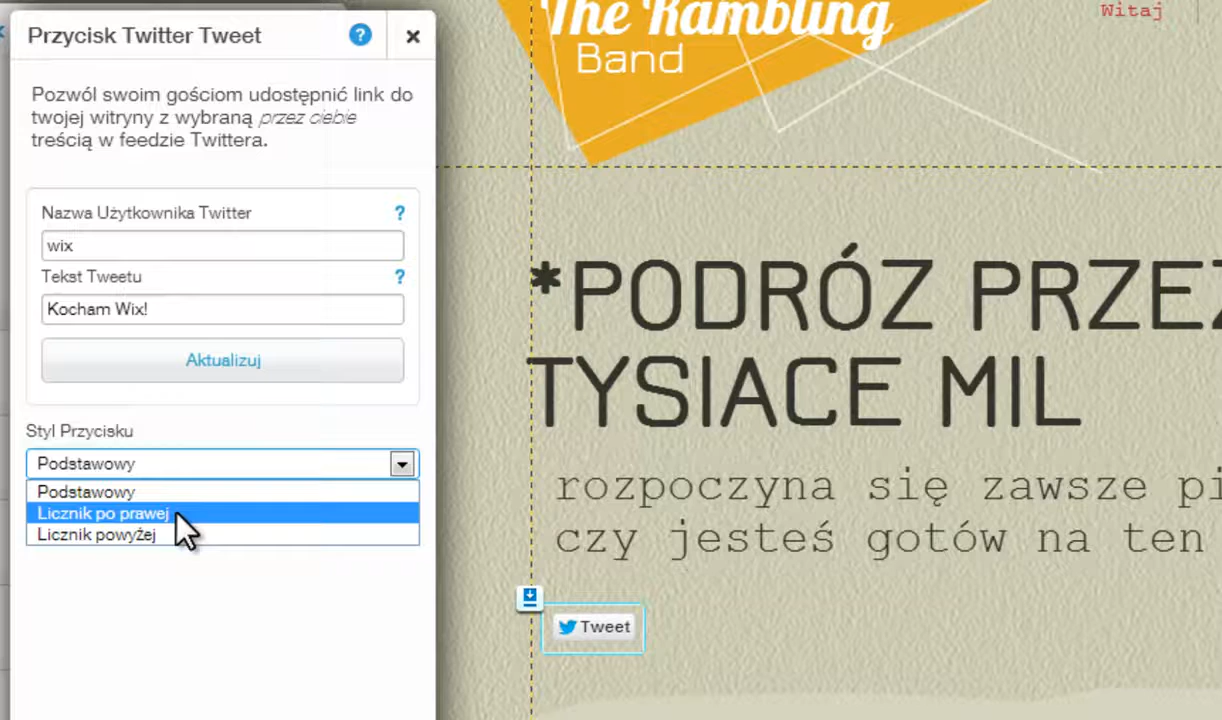 Przycisk Twitter Tweet
?
Pozwól swoim gościom udostępnić link do
twojej witryny z wybraną przez ciebie
treścią w feedzie Twittera.
Nazwa Użytkownika Twitter
?
wix
Tekst Tweetu
?
Kocham Wix!
Aktualizuj
Styl Przycisku
Podstawowy
Podstawowy
Licznik po prawej
Licznik powyżej
The Rambling
Band
Witaj
*PODRÓŻ PRZEZ
TYSIACE MIL
rozpoczyna się zawsze
czy jesteś gotów na ten
Tweet